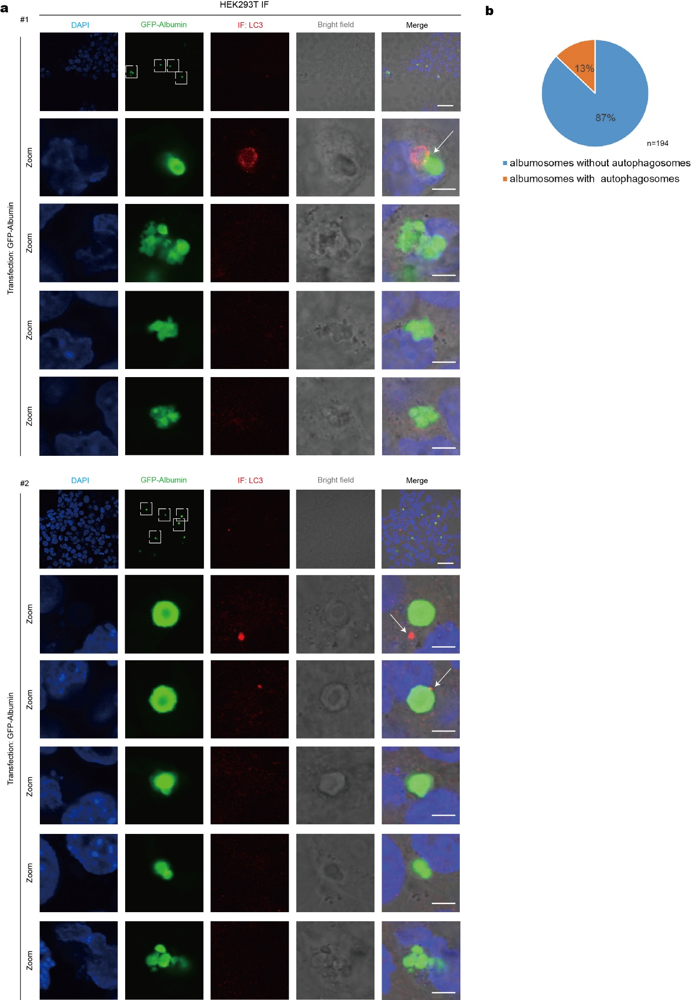 a
HEK293T IF
#1
DAPI
GFP-Albumin
IF: LC3
Bright field
Merge
Transfection: GFP-Albumin
Zoom
Zoom
Zoom
Zoom
#2
DAPI
GFP-Albumin
IF: LC3
Bright field
Merge
Transfection: GFP-Albumin
Zoom
Zoom
Zoom
Zoom
Zoom
b
13%
87%
n=194
albumosomes without autophagosomes
albumosomes with autophagosomes